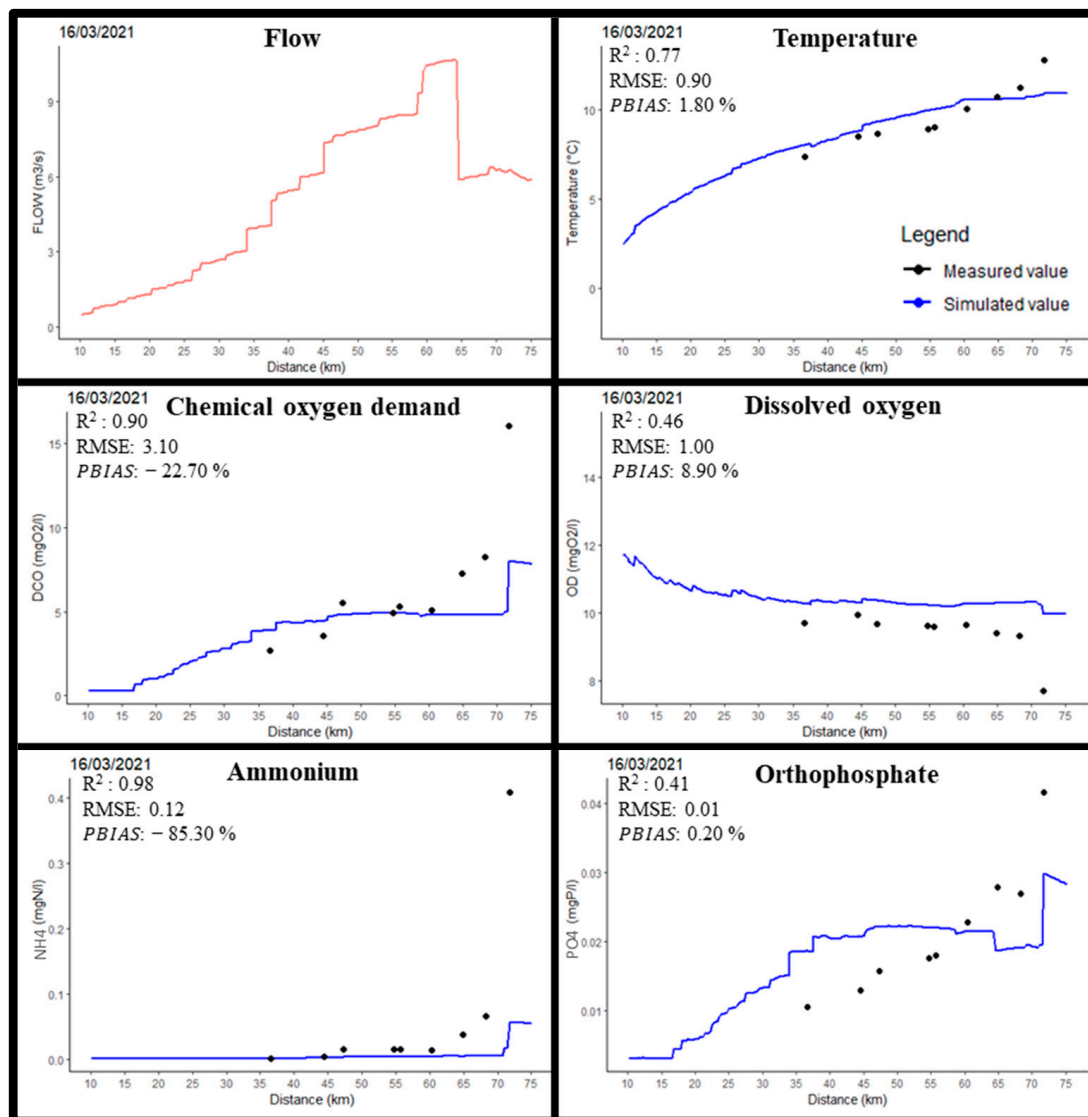 16/03/2021
Flow
FLOW (m3/s)
9
6
3
0
10 15 20 25 30 35 40 45 50 55 60 65 70 75
Distance (km)
16/03/2021
Temperature
R² : 0.77
RMSE: 0.90
PBIAS: 1.80 %
Temperature (°C)
10
5
0
Legend
Measured value
Simulated value
10 15 20 25 30 35 40 45 50 55 60 65 70 75
Distance (km)
16/03/2021
Chemical oxygen demand
R² : 0.90
RMSE: 3.10
PBIAS: − 22.70 %
DCO (mgO2/l)
15
10
5
0
10 15 20 25 30 35 40 45 50 55 60 65 70 75
Distance (km)
16/03/2021
Dissolved oxygen
R² : 0.46
RMSE: 1.00
PBIAS: 8.90 %
OD (mgO2/l)
14
12
10
8
10 15 20 25 30 35 40 45 50 55 60 65 70 75
Distance (km)
16/03/2021
Ammonium
R² : 0.98
RMSE: 0.12
PBIAS: − 85.30 %
NH4 (mgN/l)
0.4
0.3
0.2
0.1
0.0
10 15 20 25 30 35 40 45 50 55 60 65 70 75
Distance (km)
16/03/2021
Orthophosphate
R² : 0.41
RMSE: 0.01
PBIAS: 0.20 %
PO4 (mgP/l)
0.04
0.03
0.02
0.01
10 15 20 25 30 35 40 45 50 55 60 65 70 75
Distance (km)